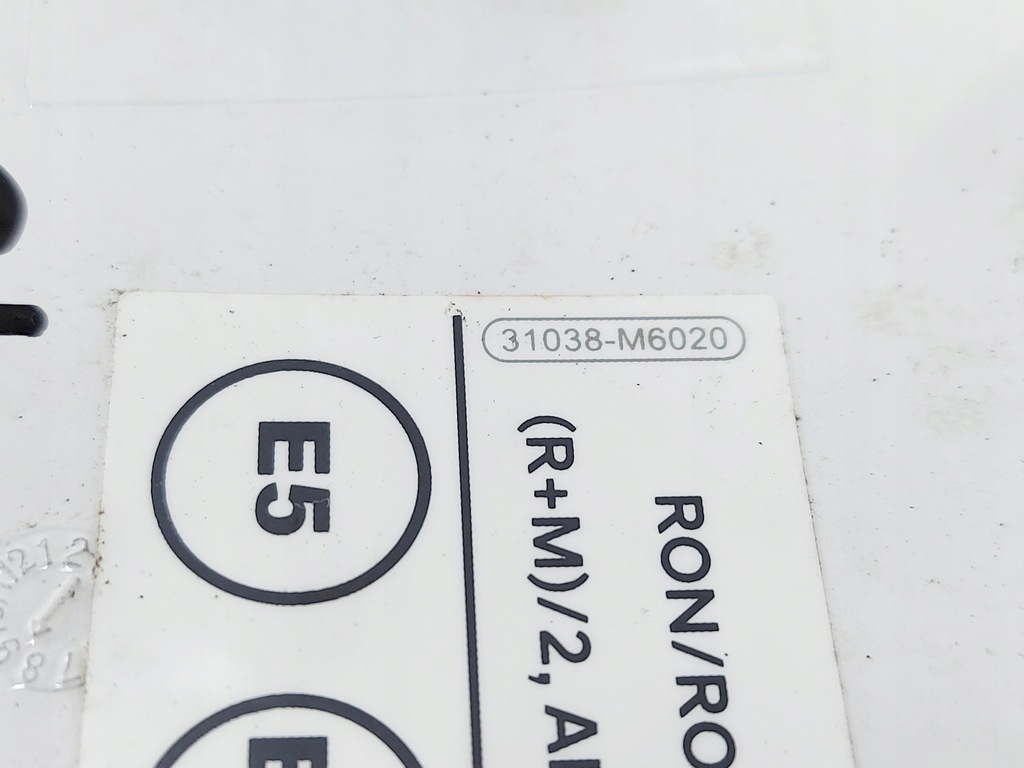 31038-M6020
E5
RON/RO
(R+M)/2, A